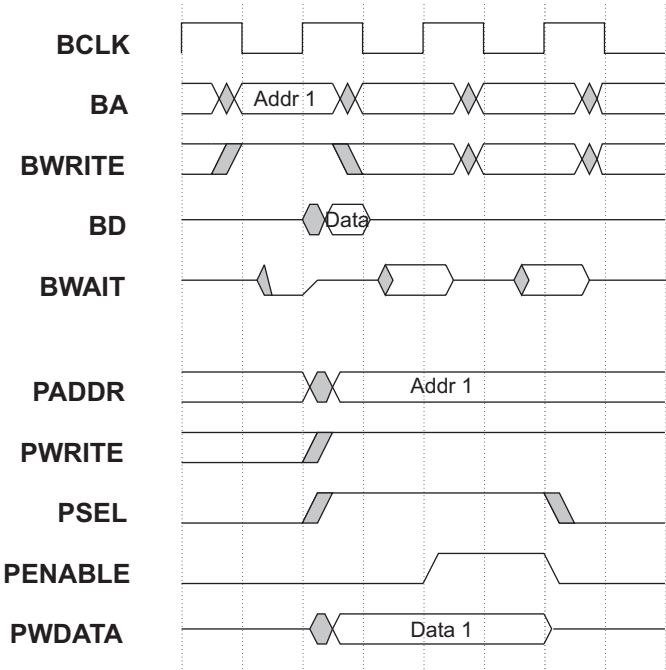 BCLK
BA Addr 1
BWRITE
BD Data
BWAIT
PADDR Addr 1
PWRITE
PSEL
PENABLE
PWDATA Data 1